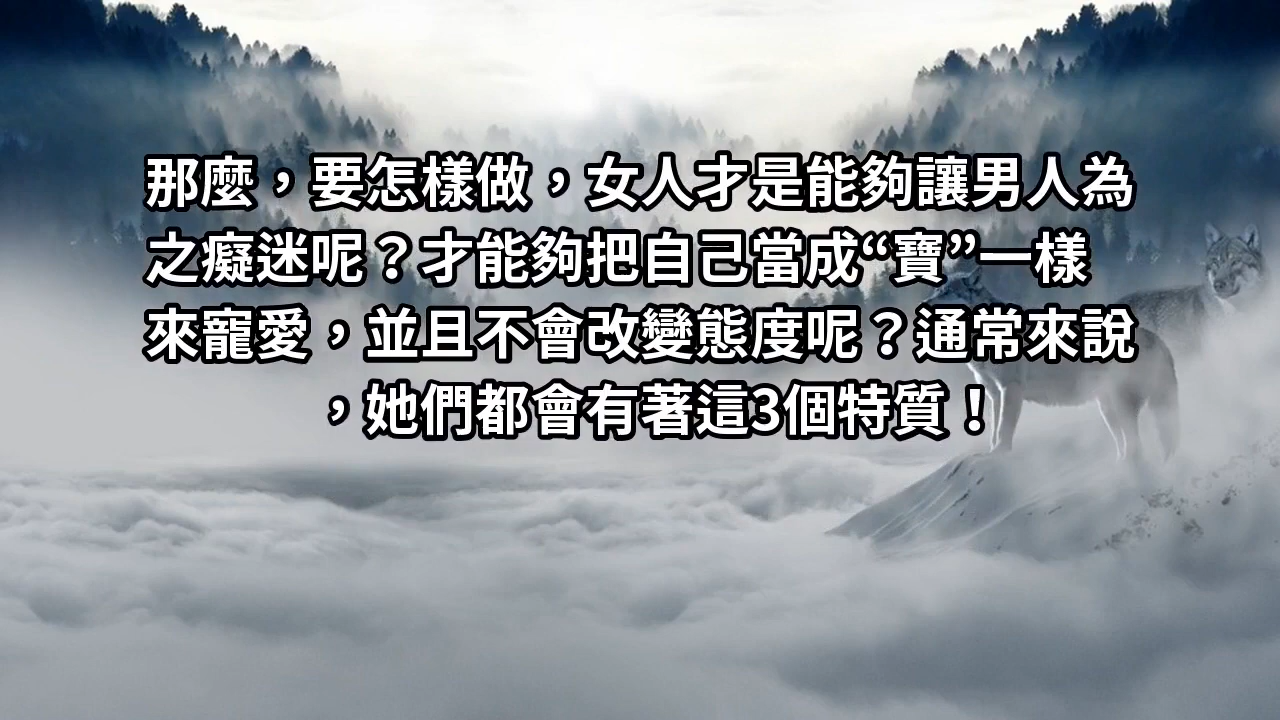 那麼，要怎樣做，女人才是能夠讓男人為
之癡迷呢？才能夠把自己當成“寶”一樣
來寵愛，並且不會改變態度呢？通常來說
，她們都會有著這3個特質！